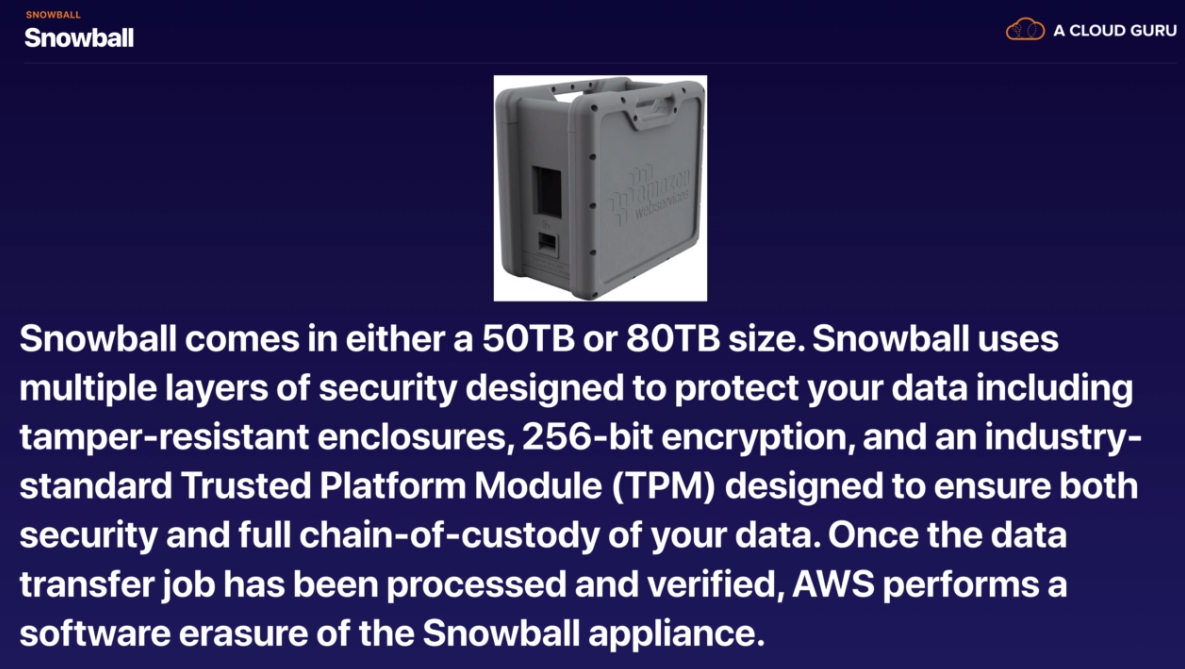 SNOWBALL
Snowball
A CLOUD GURU
amazon
webservices
Snowball comes in either a 50TB or 80TB size. Snowball uses
multiple layers of security designed to protect your data including
tamper-resistant enclosures, 256-bit encryption, and an industry-
standard Trusted Platform Module (TPM) designed to ensure both
security and full chain-of-custody of your data. Once the data
transfer job has been processed and verified, AWS performs a
software erasure of the Snowball appliance.